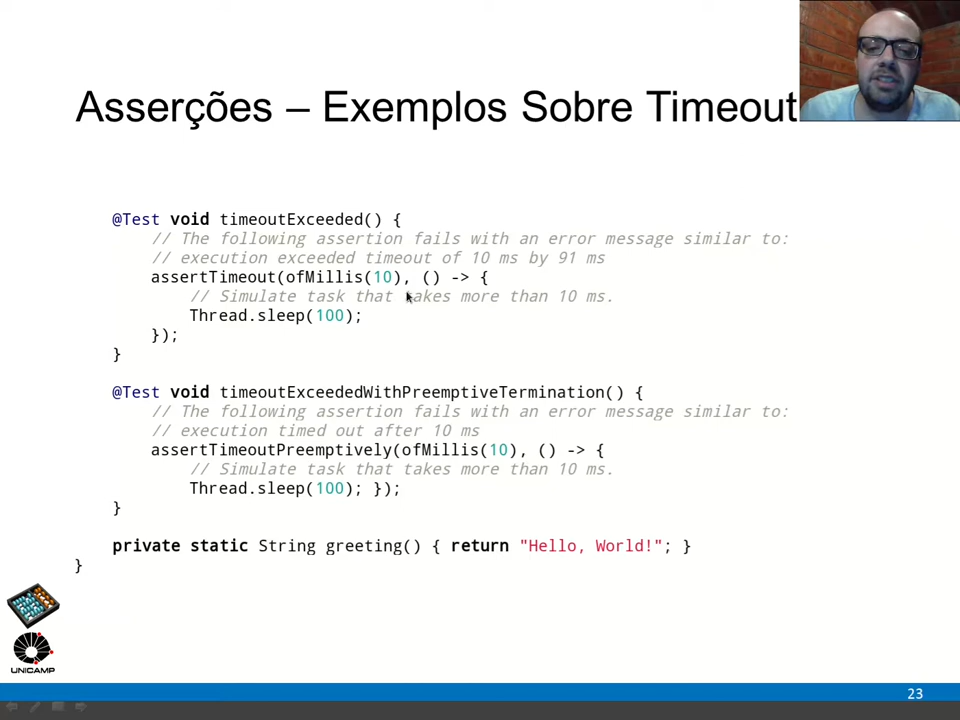 Asserções – Exemplos Sobre Timeout
@Test void timeoutExceeded() {
// The following assertion fails with an error message similar to:
// execution exceeded timeout of 10 ms by 91 ms
assertTimeout(ofMillis(10), () -> {
// Simulate task that takes more than 10 ms.
Thread.sleep(100);
});
}
@Test void timeoutExceededWithPreemptiveTermination() {
// The following assertion fails with an error message similar to:
// execution timed out after 10 ms
assertTimeoutPreemptively(ofMillis(10), () -> {
// Simulate task that takes more than 10 ms.
Thread.sleep(100); });
}
private static String greeting() { return "Hello, World!"; }
}
UNICAMP
23